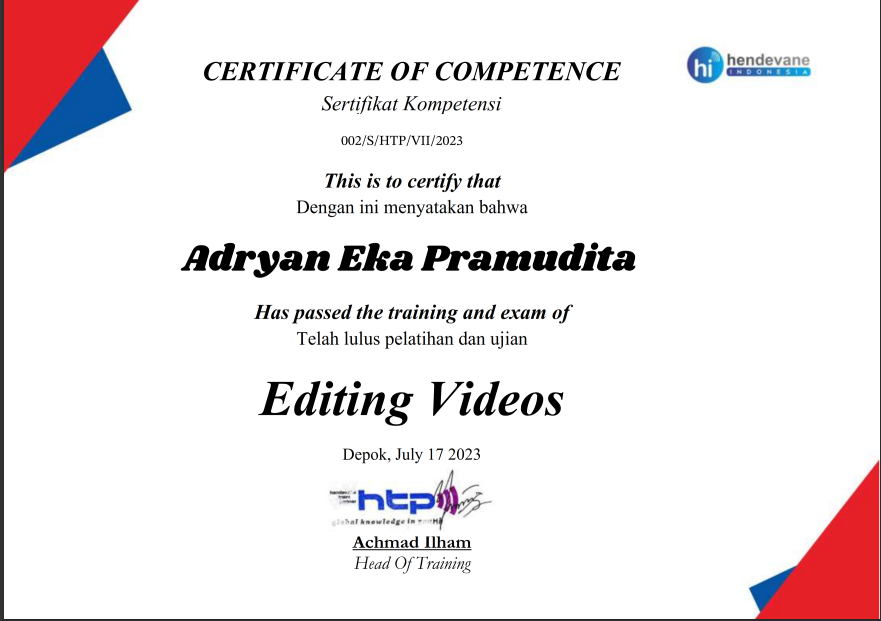 CERTIFICATE OF COMPETENCE
hi hendevane
INDONESIA
Sertifikat Kompetensi
002/S/HTP/VII/2023
This is to certify that
Dengan ini menyatakan bahwa
Adryan Eka Pramudita
Has passed the training and exam of
Telah lulus pelatihan dan ujian
Editing Videos
Depok, July 17 2023
htp
global knowledge in
Achmad Ilham
Head Of Training